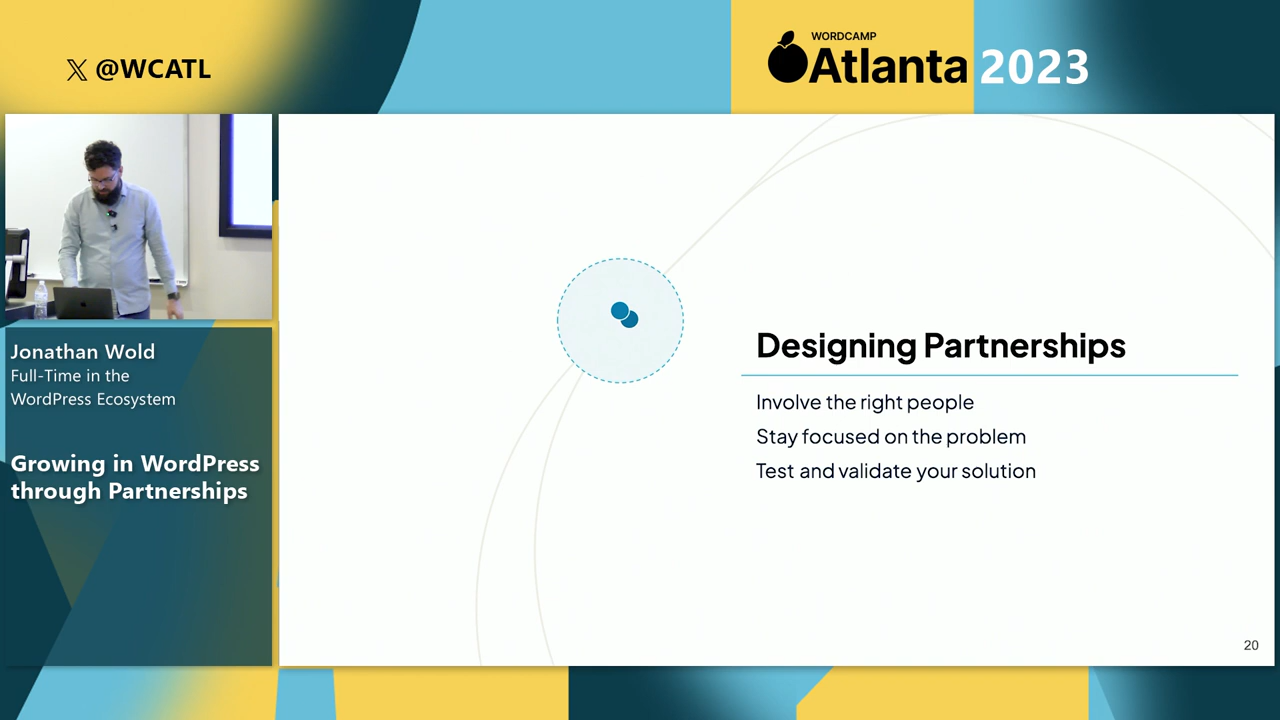 𝕏 @WCATL
WORDCAMP
Atlanta 2023
Jonathan Wold
Full-Time in the
WordPress Ecosystem
Growing in WordPress
through Partnerships
Designing Partnerships
Involve the right people
Stay focused on the problem
Test and validate your solution
20